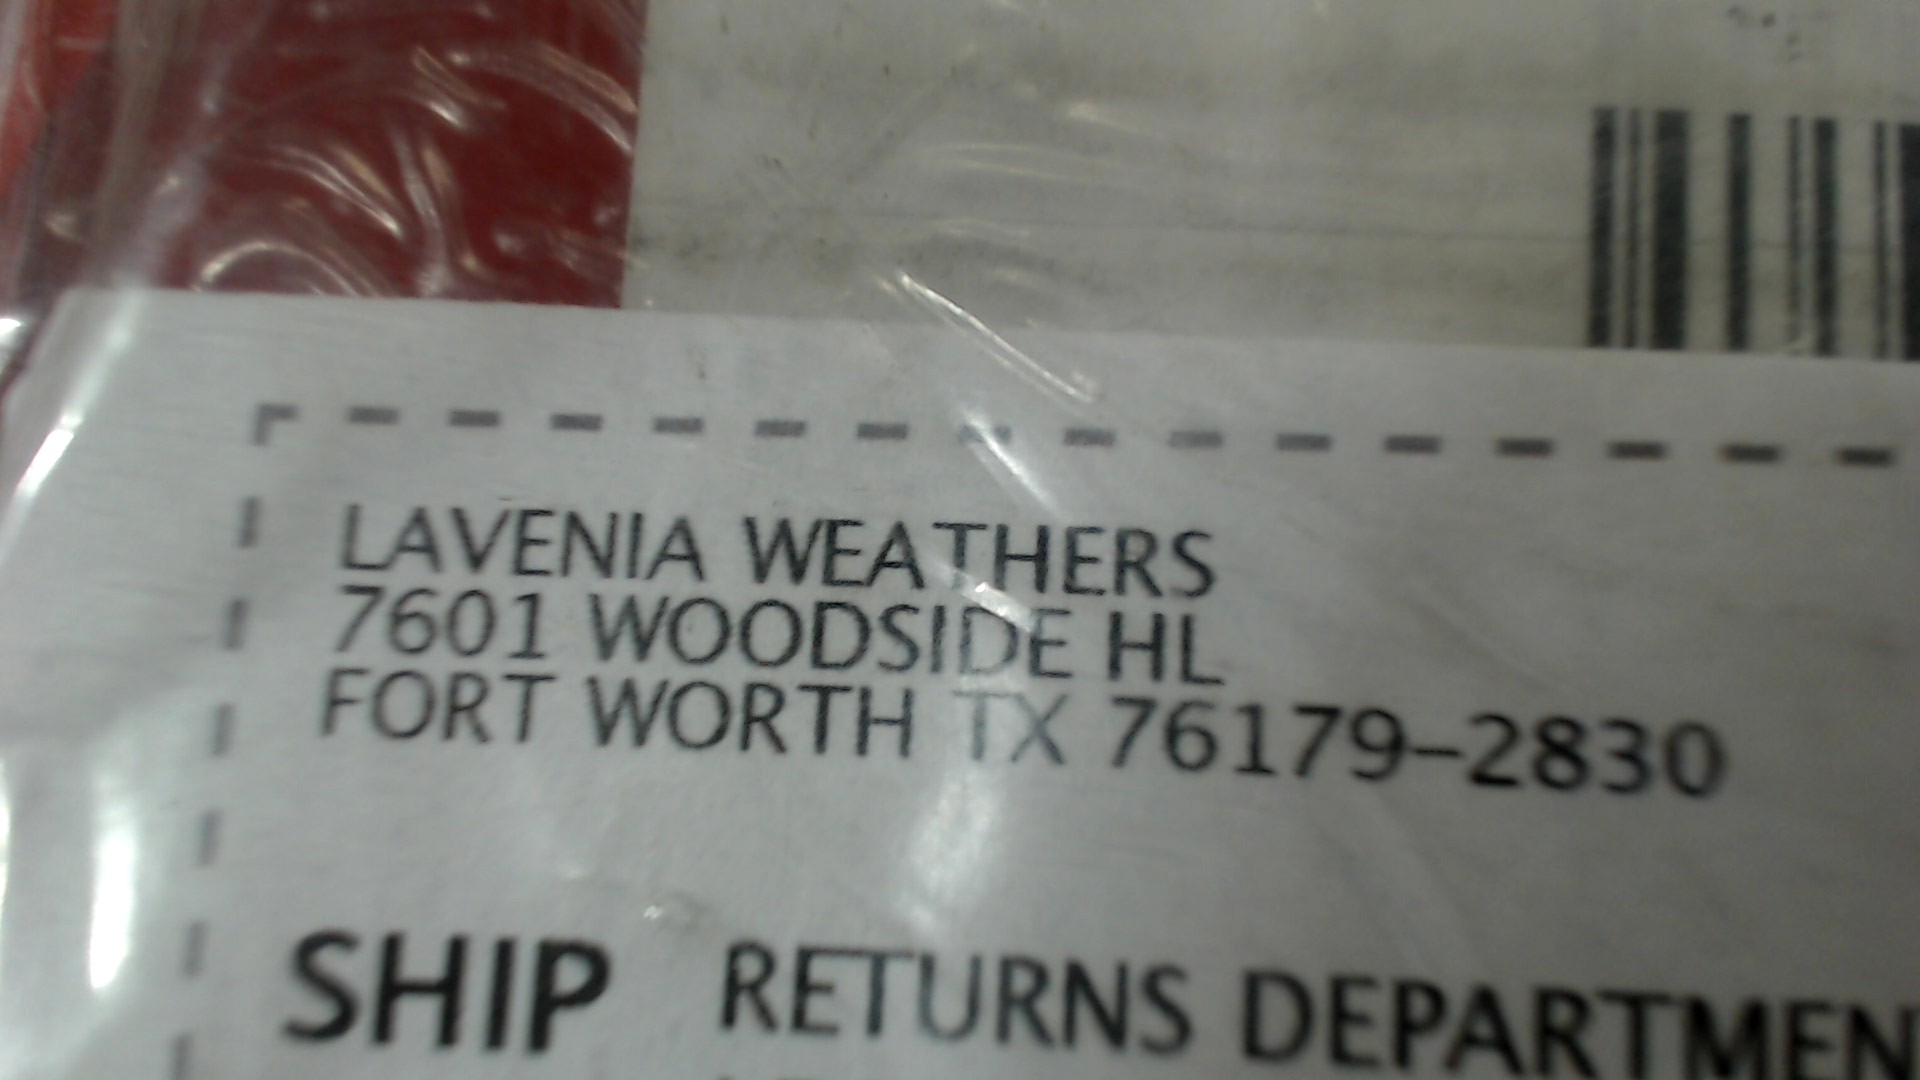 LAVENIA WEATHERS
7601 WOODSIDE HL
FORT WORTH TX 76179-2830
SHIP RETURNS DEPARTMEN